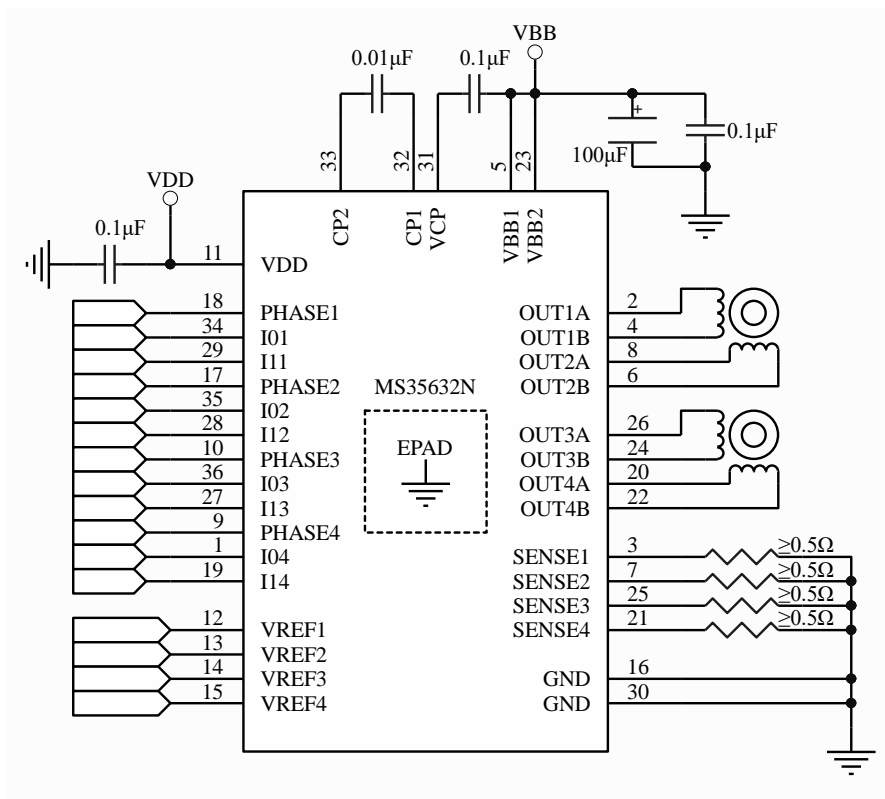 VBB
0.01μF
0.1μF
+
100μF
0.1μF
33
32
31
5
23
VDD
0.1μF
CP2
CP1
VCP
VBB1
VBB2
11
VDD
18 PHASE1
34 I01
29 I11
17 PHASE2
35 I02
28 I12
10 PHASE3
36 I03
27 I13
9 PHASE4
1 I04
19 I14
12 VREF1
13 VREF2
14 VREF3
15 VREF4
MS35632N
EPAD
OUT1A 2
OUT1B 4
OUT2A 8
OUT2B 6
OUT3A 26
OUT3B 24
OUT4A 20
OUT4B 22
SENSE1 3 ≥0.5Ω
SENSE2 7 ≥0.5Ω
SENSE3 25 ≥0.5Ω
SENSE4 21 ≥0.5Ω
GND 16
GND 30